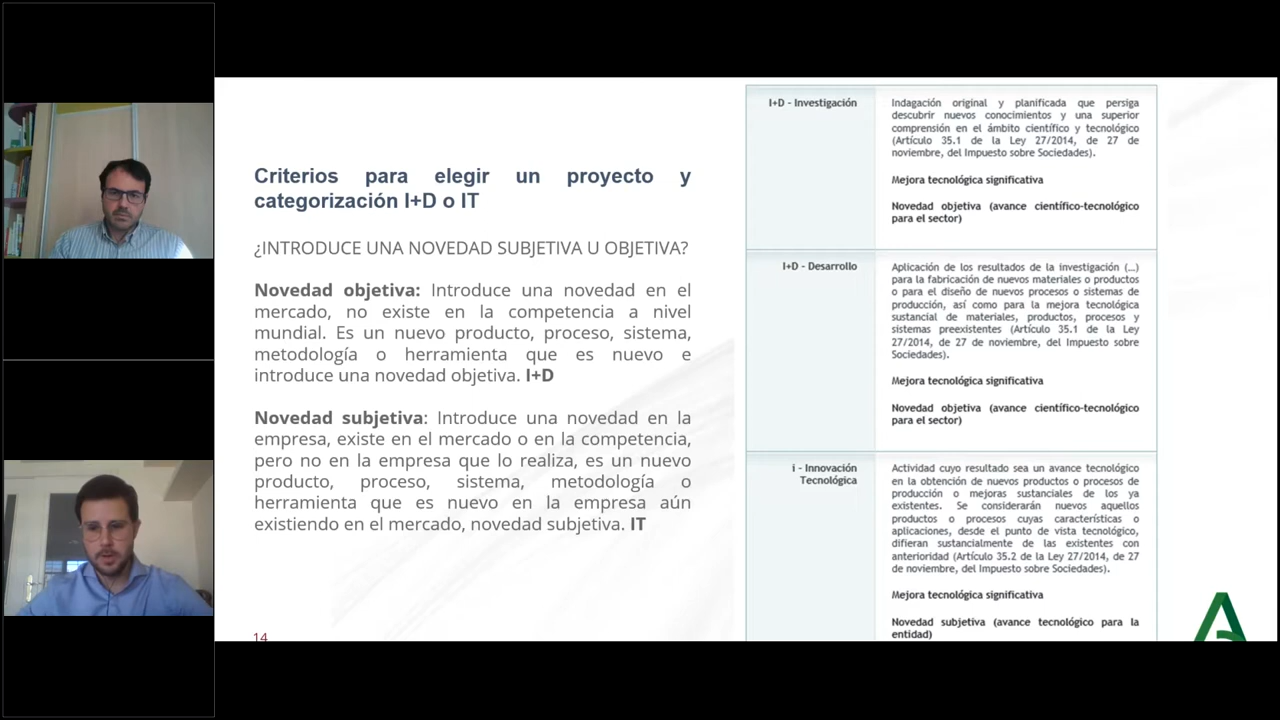 Criterios para elegir un proyecto y
categorización I+D o IT
¿INTRODUCE UNA NOVEDAD SUBJETIVA U OBJETIVA?
Novedad objetiva: Introduce una novedad en el
mercado, no existe en la competencia a nivel
mundial. Es un nuevo producto, proceso, sistema,
metodología o herramienta que es nuevo e
introduce una novedad objetiva. I+D
Novedad subjetiva: Introduce una novedad en la
empresa, existe en el mercado o en la competencia,
pero no en la empresa que lo realiza, es un nuevo
producto, proceso, sistema, metodología o
herramienta que es nuevo en la empresa aún
existiendo en el mercado, novedad subjetiva. IT
14
I+D - Investigación
Indagación original y planificada que persiga
descubrir nuevos conocimientos y una superior
comprensión en el ámbito científico y tecnológico
(Artículo 35.1 de la Ley 27/2014, de 27 de
noviembre, del Impuesto sobre Sociedades).
Mejora tecnológica significativa
Novedad objetiva (avance científico-tecnológico
para el sector)
I+D - Desarrollo
Aplicación de los resultados de la investigación (…)
para la fabricación de nuevos materiales o productos
o para el diseño de nuevos procesos o sistemas de
producción, así como para la mejora tecnológica
sustancial de materiales, productos, procesos y
sistemas preexistentes (Artículo 35.1 de la Ley
27/2014, de 27 de noviembre, del Impuesto sobre
Sociedades).
Mejora tecnológica significativa
Novedad objetiva (avance científico-tecnológico
para el sector)
i - Innovación
Tecnológica
Actividad cuyo resultado sea un avance tecnológico
en la obtención de nuevos productos o procesos de
producción o mejoras sustanciales de los ya
existentes. Se considerarán nuevos aquellos
productos o procesos cuyas características o
aplicaciones, desde el punto de vista tecnológico,
difieran sustancialmente de las existentes con
anterioridad (Artículo 35.2 de la Ley 27/2014, de 27
de noviembre, del Impuesto sobre Sociedades).
Mejora tecnológica significativa
Novedad subjetiva (avance tecnológico para la
entidad)